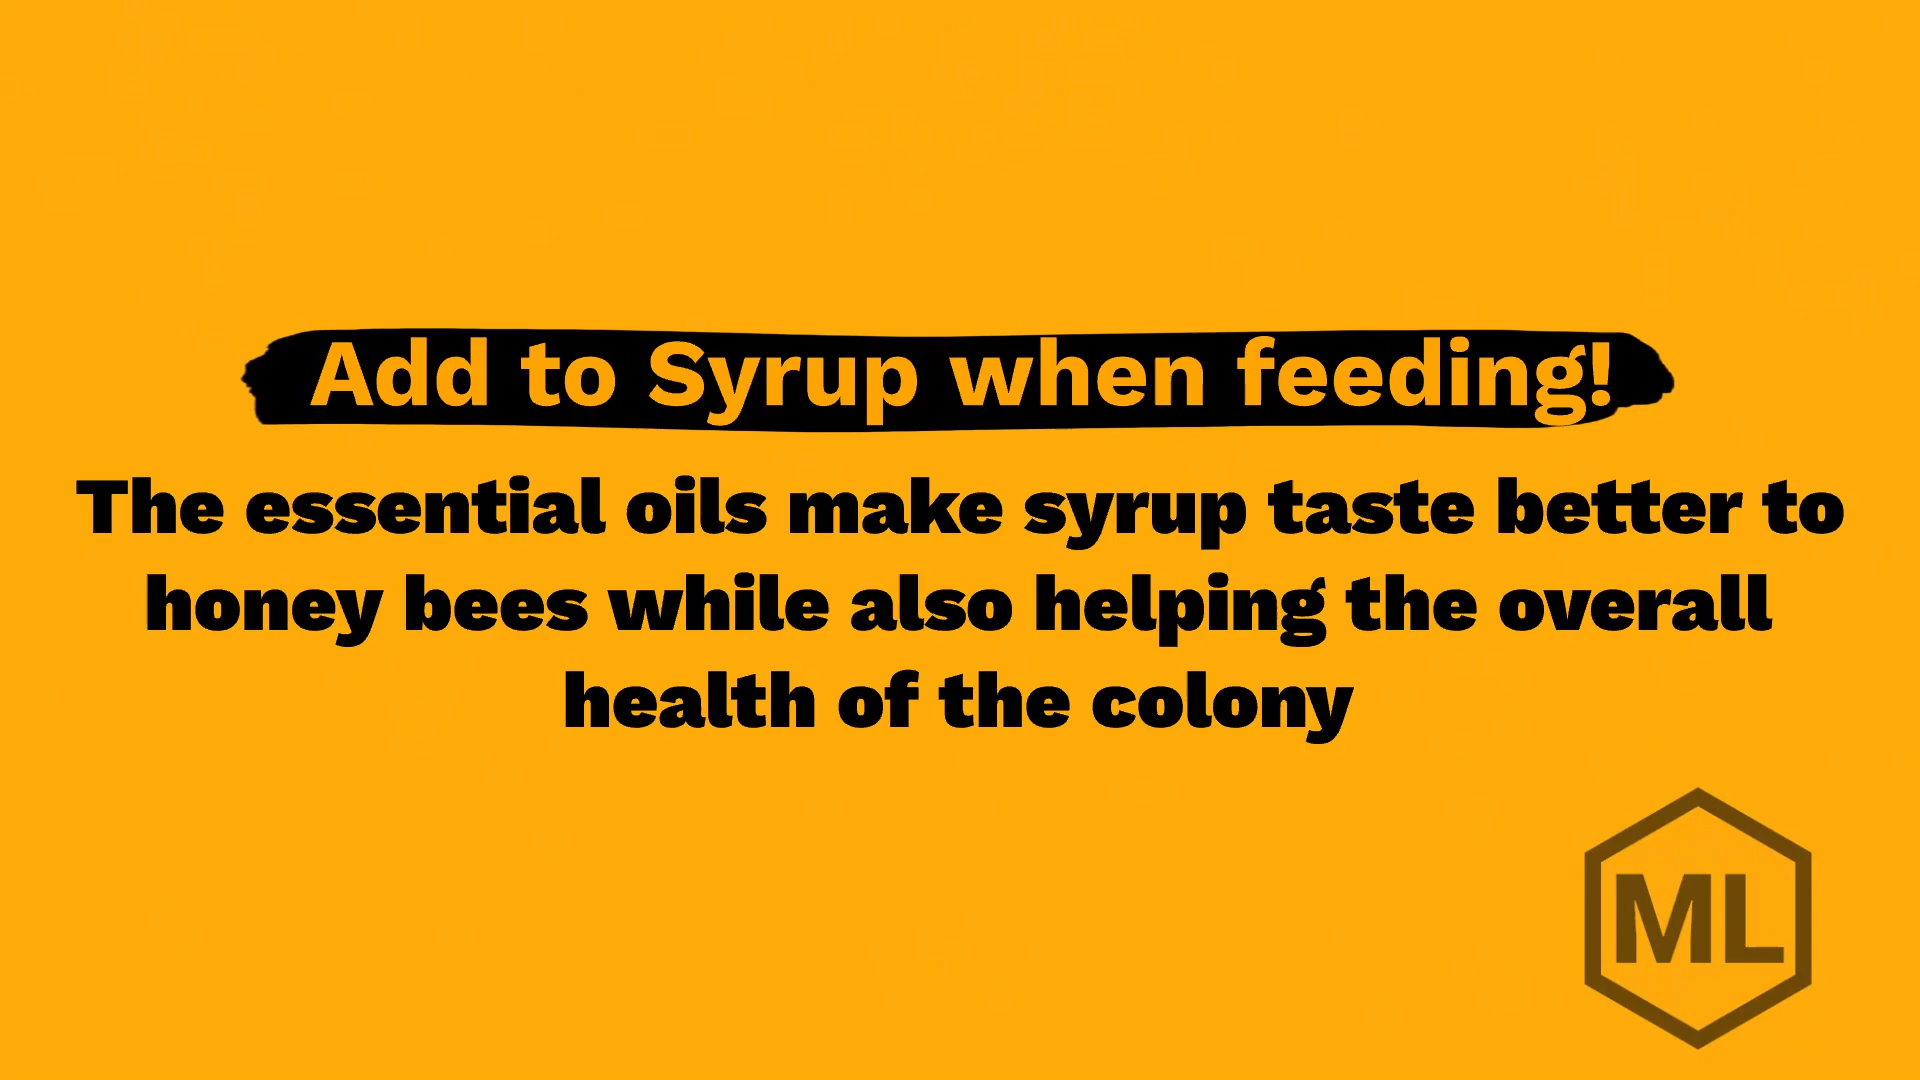 Add to Syrup when feeding!
The essential oils make syrup taste better to
honey bees while also helping the overall
health of the colony
ML